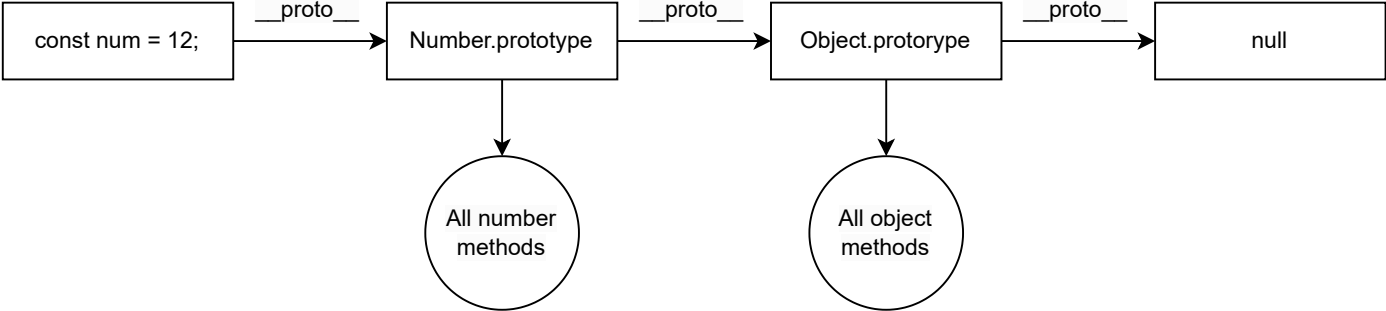 __proto__
__proto__
__proto__
const num = 12;
Number.prototype
Object.protorype
null
All number
methods
All object
methods